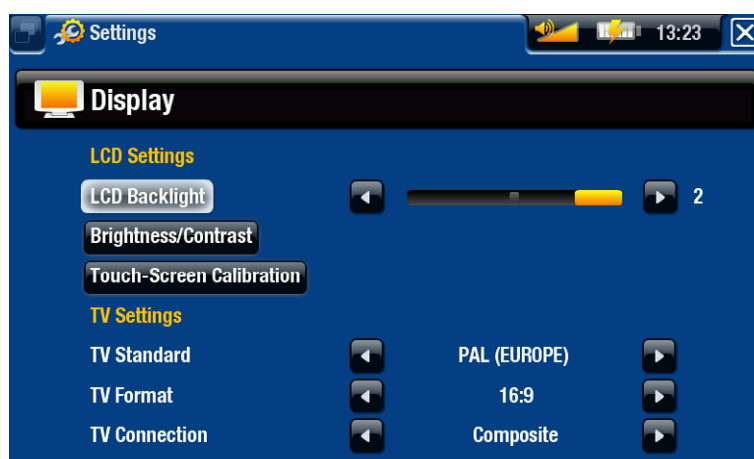 Settings 13:23
Display
LCD Settings
LCD Backlight 2
Brightness/Contrast
Touch-Screen Calibration
TV Settings
TV Standard PAL (EUROPE)
TV Format 16:9
TV Connection Composite